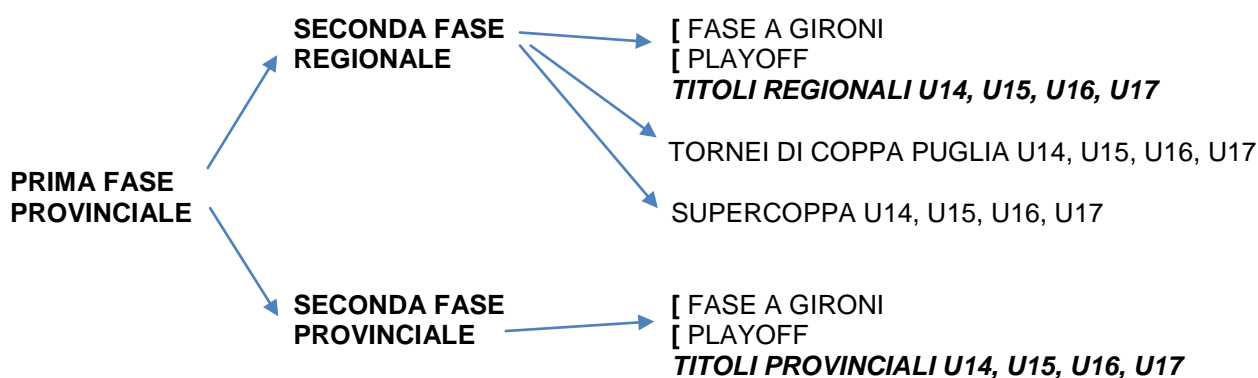 SECONDA FASE
REGIONALE
[ FASE A GIRONI
[ PLAYOFF
TITOLI REGIONALI U14, U15, U16, U17
TORNEI DI COPPA PUGLIA U14, U15, U16, U17
PRIMA FASE
PROVINCIALE
SUPERCOPPA U14, U15, U16, U17
SECONDA FASE
PROVINCIALE
[ FASE A GIRONI
[ PLAYOFF
TITOLI PROVINCIALI U14, U15, U16, U17